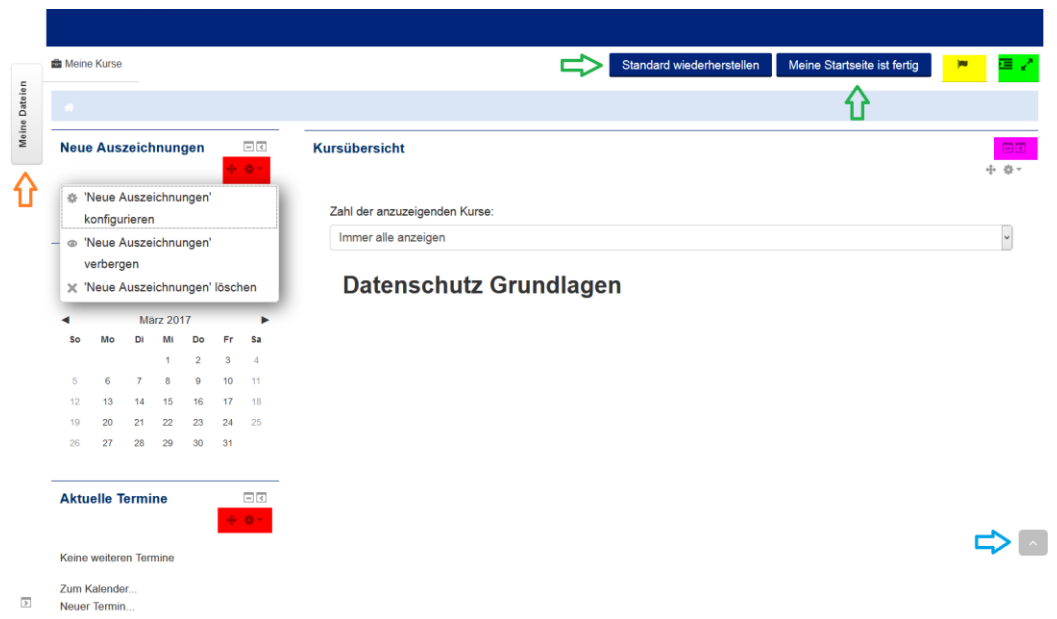 Meine Kurse
Standard wiederherstellen
Meine Startseite ist fertig
Meine Dateien
Neue Auszeichnungen
'Neue Auszeichnungen'
konfigurieren
'Neue Auszeichnungen'
verbergen
'Neue Auszeichnungen' löschen
März 2017
So Mo Di Mi Do Fr Sa
1 2 3 4
5 6 7 8 9 10 11
12 13 14 15 16 17 18
19 20 21 22 23 24 25
26 27 28 29 30 31
Aktuelle Termine
Keine weiteren Termine
Zum Kalender...
Neuer Termin...
Kursübersicht
Zahl der anzuzeigenden Kurse:
Immer alle anzeigen
Datenschutz Grundlagen